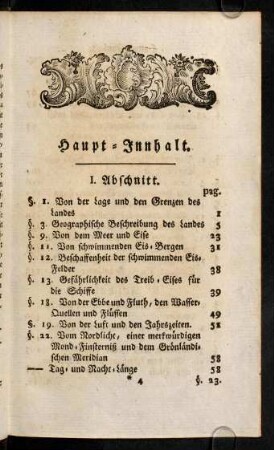 Haupt-Innhalt.
I. Abschnitt.
pag.
§. 1. Von der Lage und den Grenzen des
Landes 1
§. 3. Geographische Beschreibung des Landes 5
§. 9. Von dem Meer und Eise 23
§. 11. Von schwimmenden Eis-Bergen 31
§. 12. Beschaffenheit der schwimmenden Eis-
Felder 38
§. 13. Gefährlichkeit des Treib-Eises für
die Schiffe 39
§. 18. Von der Ebbe und Fluth, den Wasser-
Quellen und Flüssen 49
§. 19. Von der Luft und den Jahrszeiten. 51
§. 22. Vom Nordlicht, einer merkwürdigen
Mond-Finsterniß und dem Grönländi-
schen Meridian 58
— Tag- und Nacht-Länge 58
* 4 §. 23.